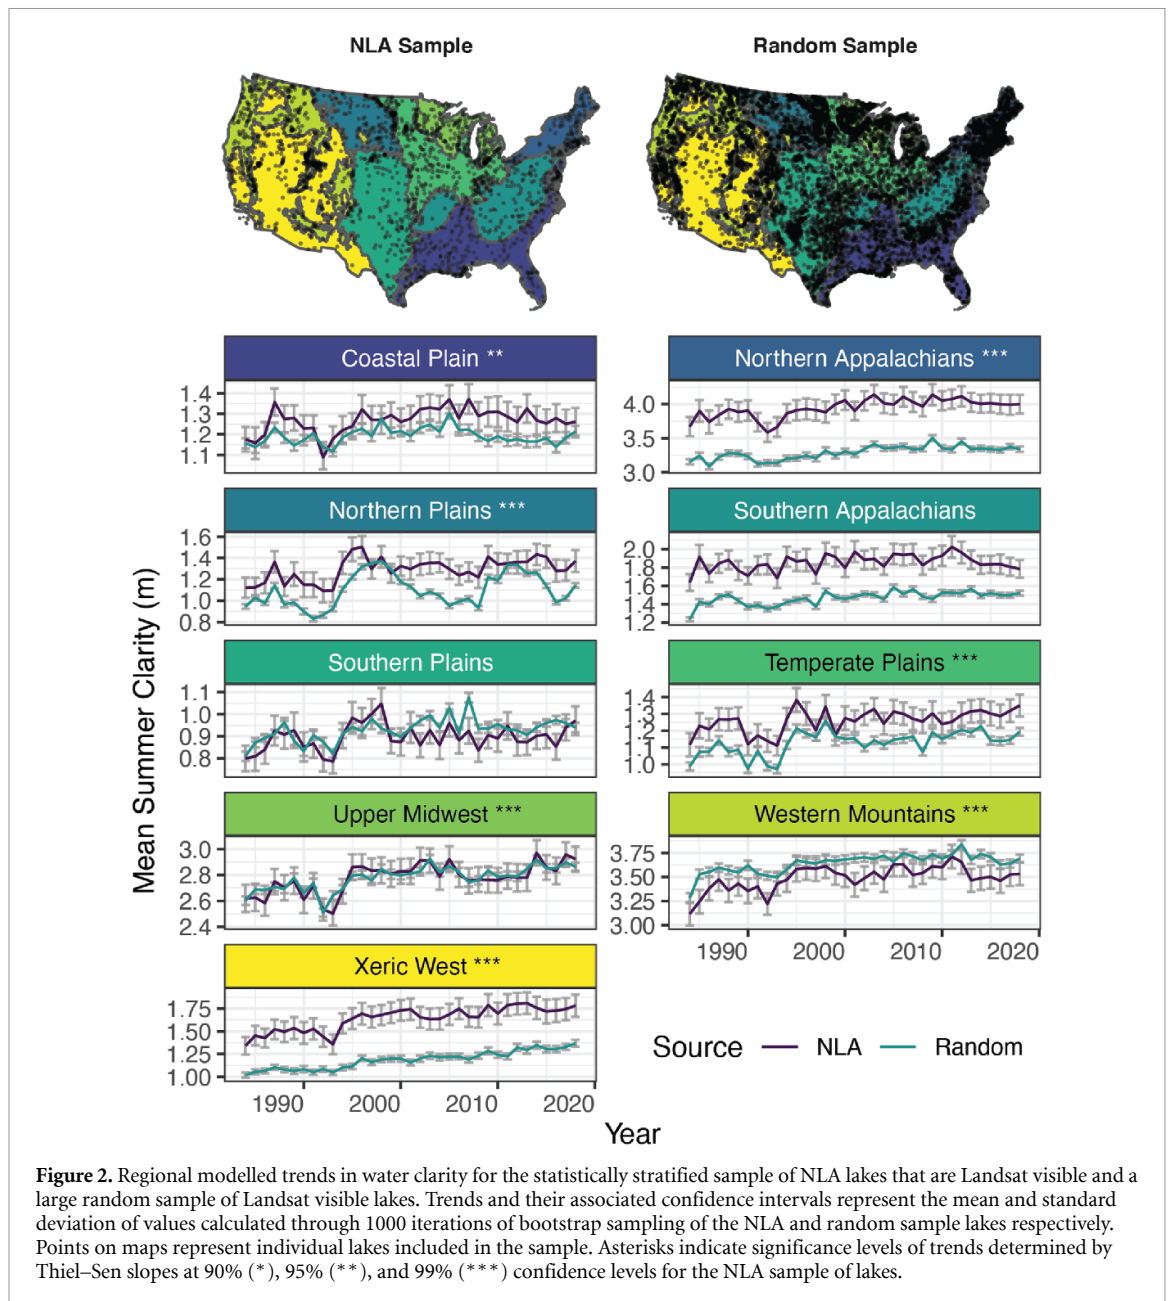 NLA Sample
Random Sample
Coastal Plain **
1.4
1.3
1.2
1.1
Northern Appalachians ***
4.0
3.5
3.0
Northern Plains ***
1.6
1.4
1.2
1.0
0.8
Southern Appalachians
2.0
1.8
1.6
1.4
1.2
Southern Plains
1.1
1.0
0.9
0.8
Temperate Plains ***
1.4
1.3
1.2
1.1
1.0
Upper Midwest ***
3.0
2.8
2.6
2.4
Western Mountains ***
3.75
3.50
3.25
3.00
1990
2000
2010
2020
Xeric West ***
1.75
1.50
1.25
1.00
1990
2000
2010
2020
Mean Summer Clarity (m)
Year
Source NLA Random
Figure 2. Regional modelled trends in water clarity for the statistically stratified sample of NLA lakes that are Landsat visible and a
large random sample of Landsat visible lakes. Trends and their associated confidence intervals represent the mean and standard
deviation of values calculated through 1000 iterations of bootstrap sampling of the NLA and random sample lakes respectively.
Points on maps represent individual lakes included in the sample. Asterisks indicate significance levels of trends determined by
Thiel–Sen slopes at 90% (*), 95% (**), and 99% (***) confidence levels for the NLA sample of lakes.